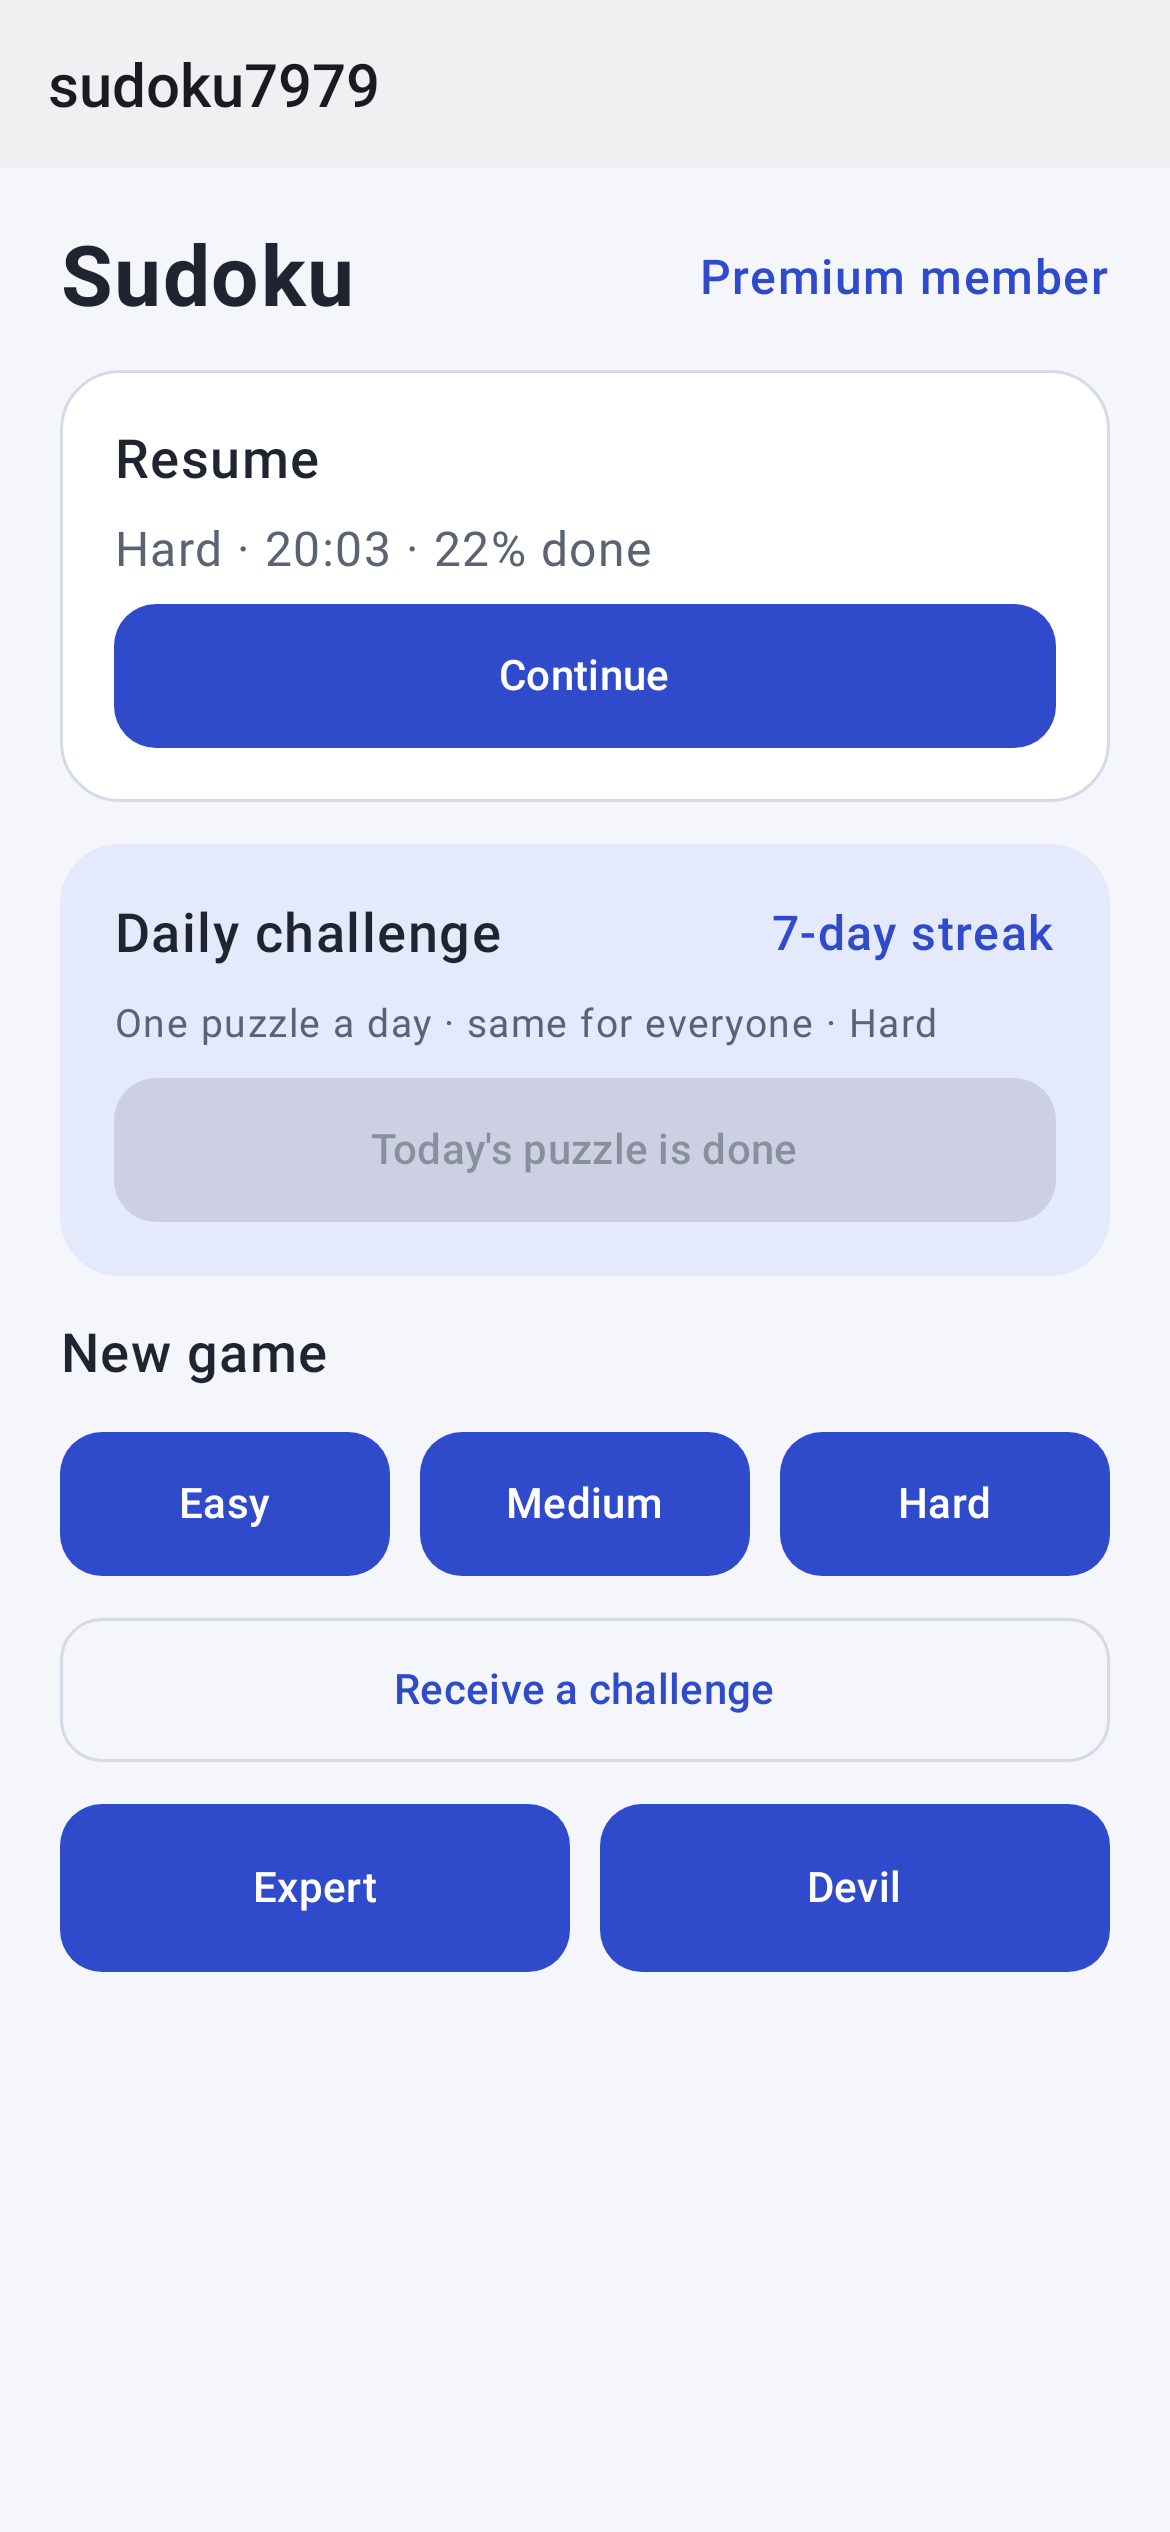 sudoku7979
Sudoku
Premium member
Resume
Hard · 20:03 · 22% done
Continue
Daily challenge
7-day streak
One puzzle a day · same for everyone · Hard
Today's puzzle is done
New game
Easy
Medium
Hard
Receive a challenge
Expert
Devil